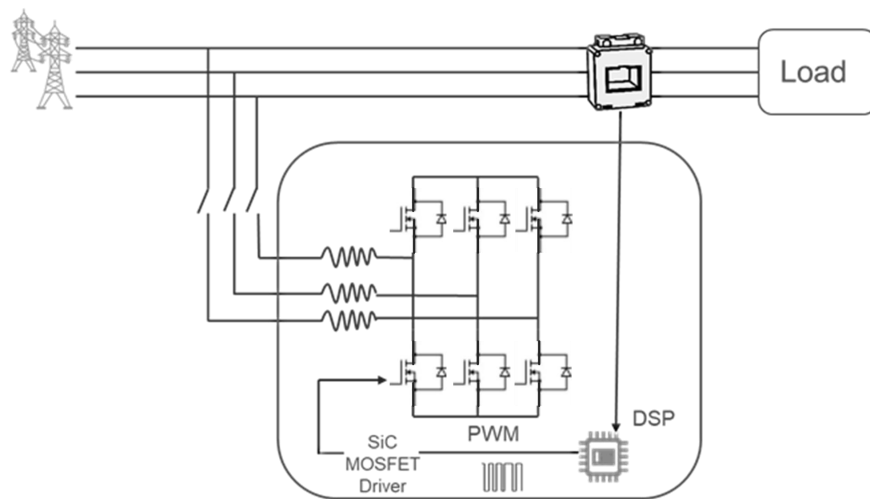 Load
DSP
PWM
SiC
MOSFET
Driver